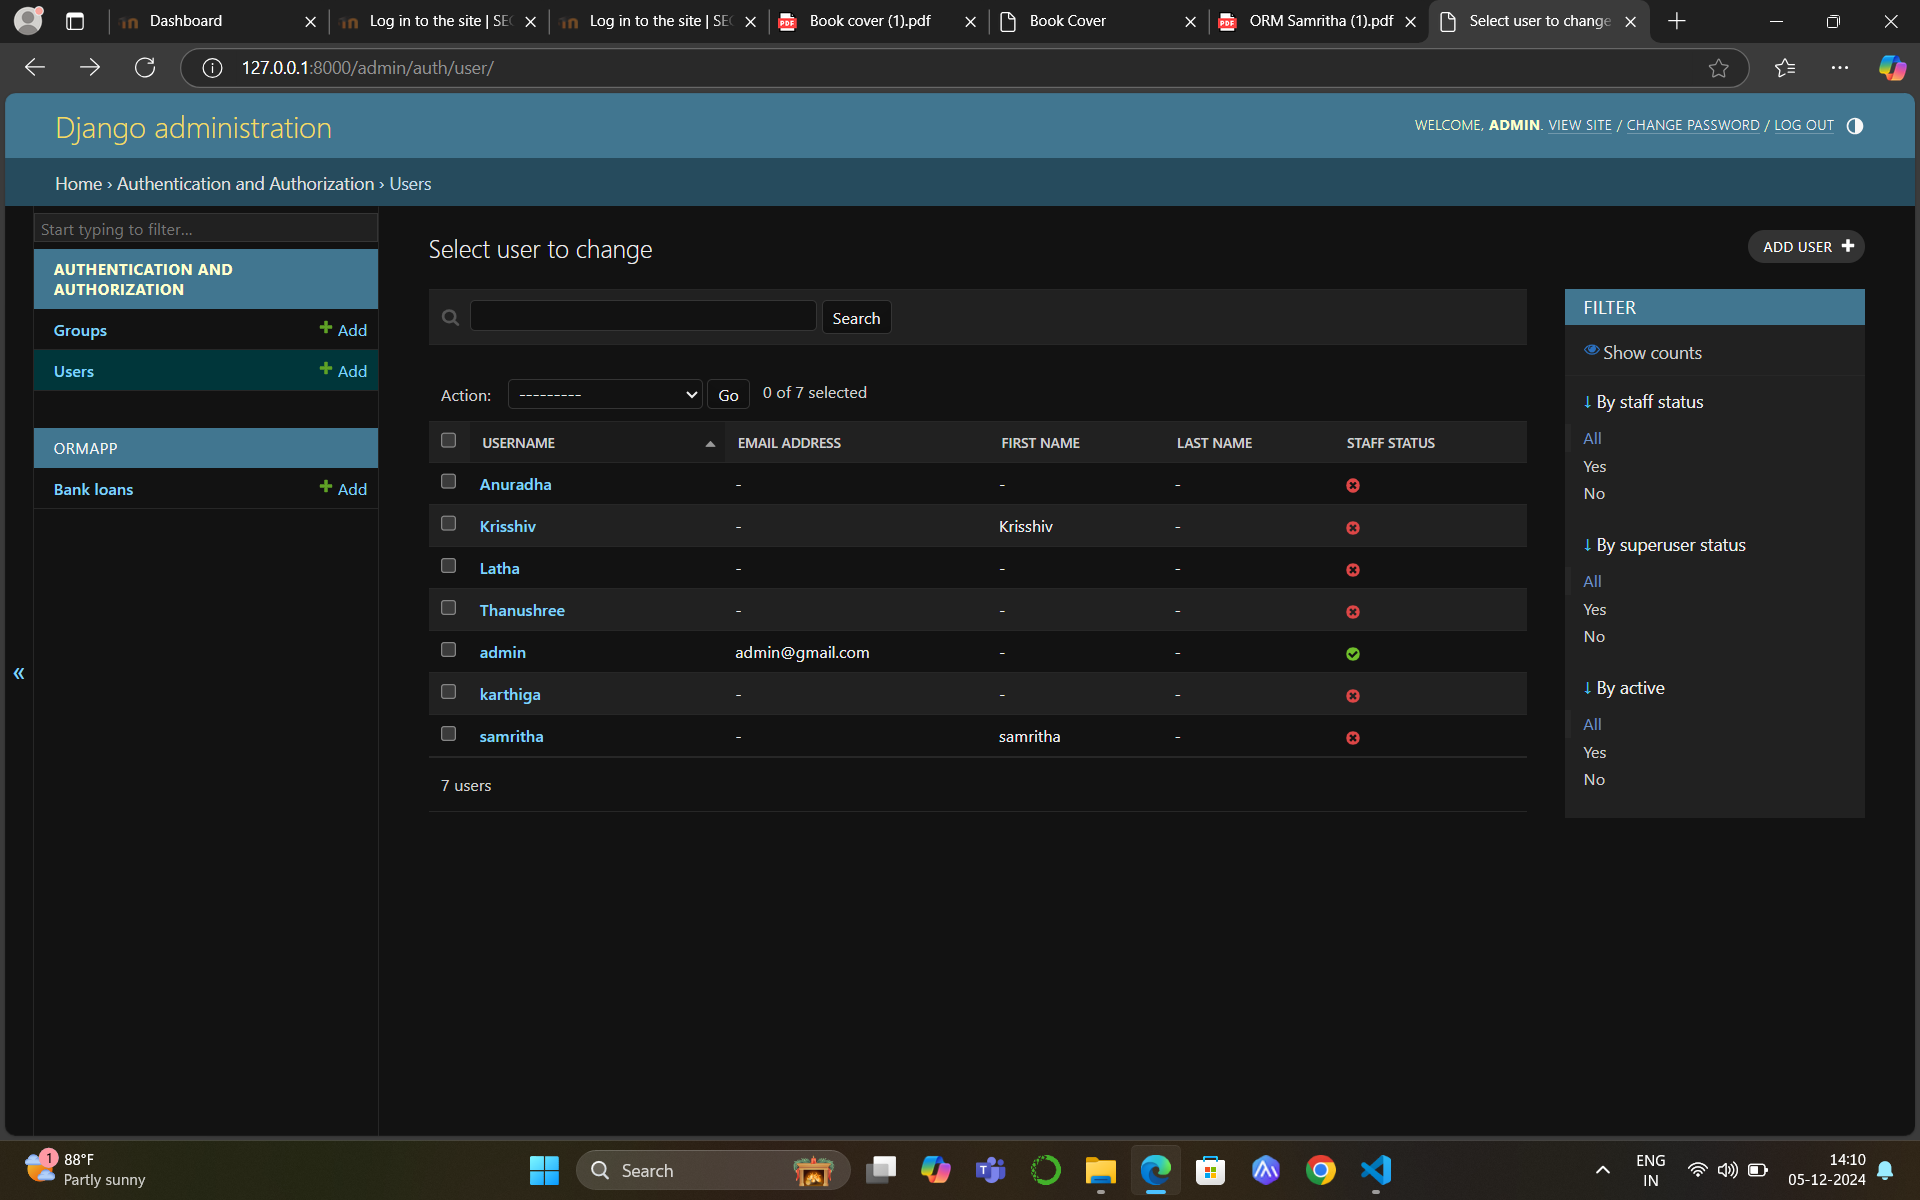 Dashboard
Log in to the site | SEC
Log in to the site | SEC
Book cover (1).pdf
Book Cover
ORM Samritha (1).pdf
Select user to change
127.0.0.1:8000/admin/auth/user/
Django administration
WELCOME, ADMIN. VIEW SITE / CHANGE PASSWORD / LOG OUT
Home › Authentication and Authorization › Users
Start typing to filter...
AUTHENTICATION AND
AUTHORIZATION
Groups
Add
Users
Add
ORMAPP
Bank loans
Add
«
Select user to change
ADD USER
Search
Action:
---------
Go
0 of 7 selected
USERNAME EMAIL ADDRESS FIRST NAME LAST NAME STAFF STATUS
Anuradha - - -
Krisshiv - Krisshiv -
Latha - - -
Thanushree - - -
admin admin@gmail.com - -
karthiga - - -
samritha - samritha -
7 users
FILTER
Show counts
↓ By staff status
All
Yes
No
↓ By superuser status
All
Yes
No
↓ By active
All
Yes
No
1
88°F
Partly sunny
Search
ENG
IN
14:10
05-12-2024